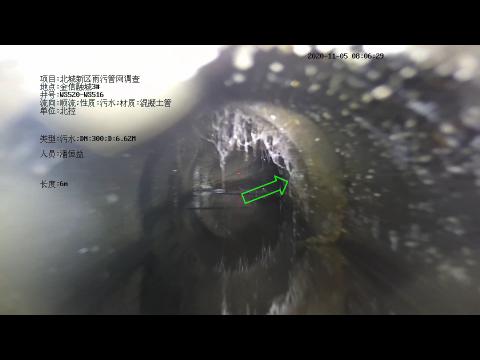 2020-11-05 08:06:29
项目:北城新区雨污管网调查
地点:金信融城3#
井号:WS520-WS516
流向:顺流;性质:污水;材质:混凝土管
单位:北控
类型:污水;DN:300;D:6.62M
人员:潘恒益
长度:6m